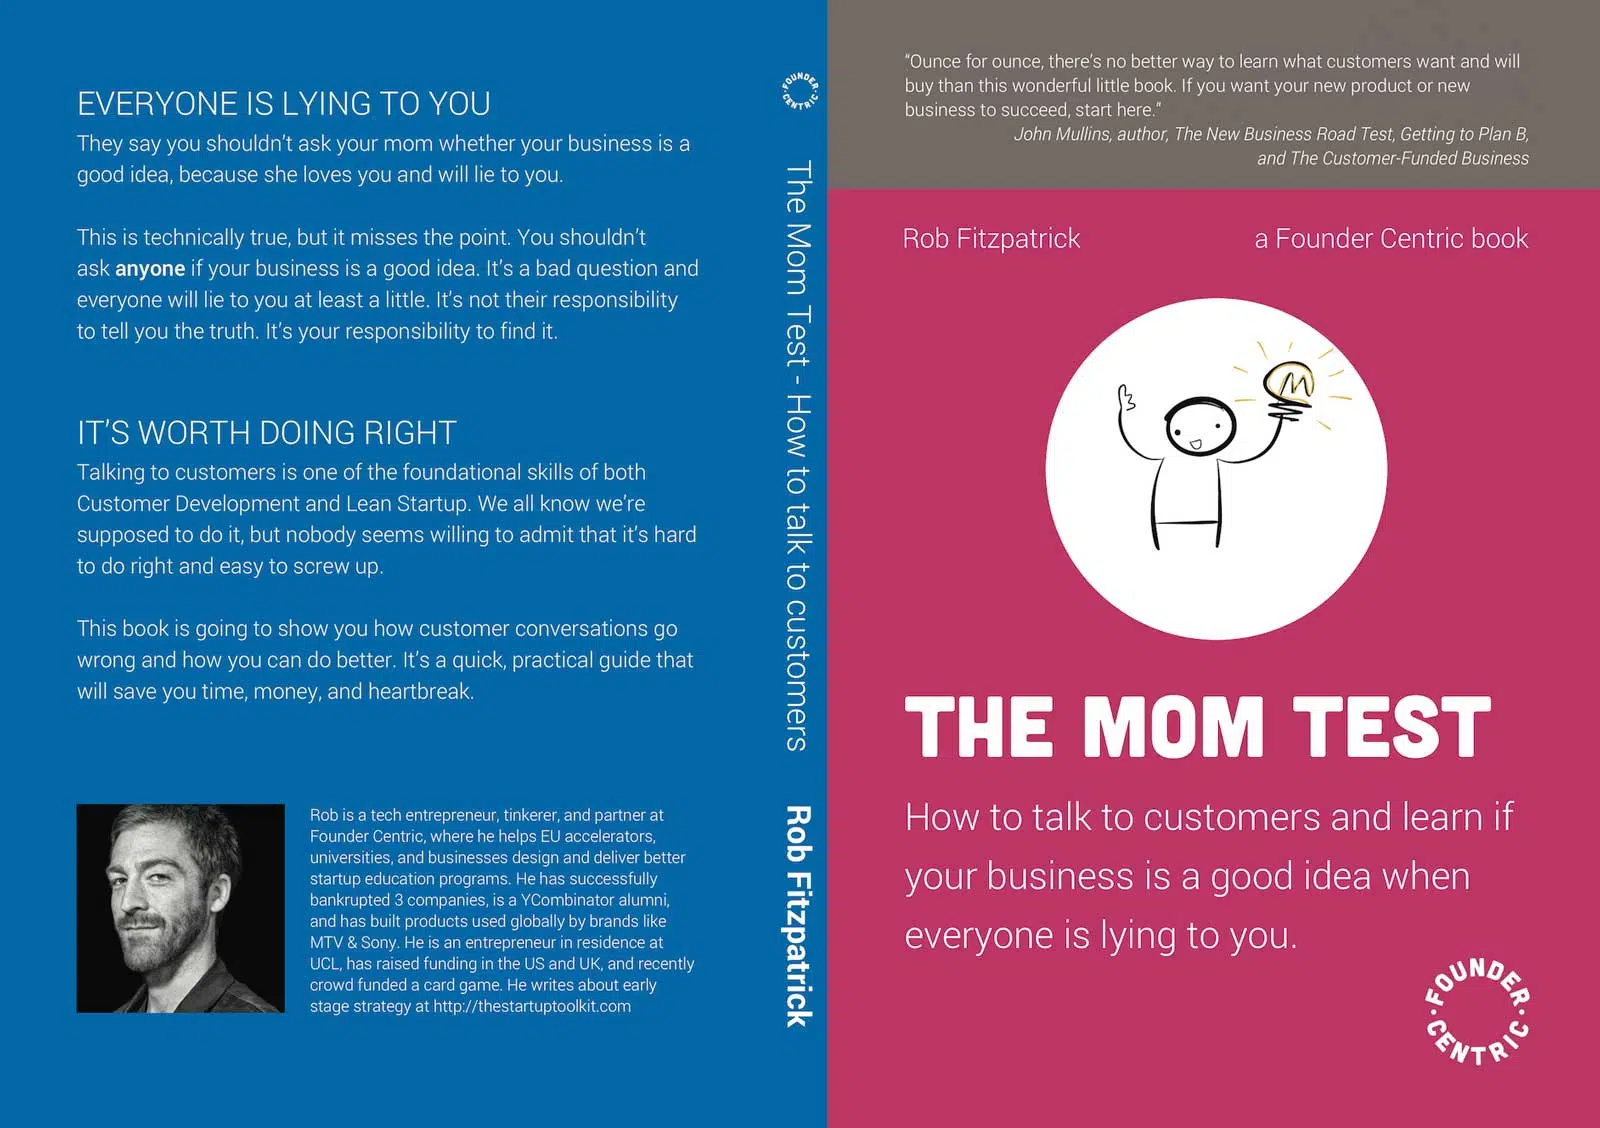 EVERYONE IS LYING TO YOU
They say you shouldn't ask your mom whether your business is a
good idea, because she loves you and will lie to you.
This is technically true, but it misses the point. You shouldn't
ask anyone if your business is a good idea. It's a bad question and
everyone will lie to you at least a little. It's not their responsibility
to tell you the truth. It's your responsibility to find it.
IT'S WORTH DOING RIGHT
Talking to customers is one of the foundational skills of both
Customer Development and Lean Startup. We all know we're
supposed to do it, but nobody seems willing to admit that it's hard
to do right and easy to screw up.
This book is going to show you how customer conversations go
wrong and how you can do better. It's a quick, practical guide that
will save you time, money, and heartbreak.
Rob is a tech entrepreneur, tinkerer, and partner at
Founder Centric, where he helps EU accelerators,
universities, and businesses design and deliver better
startup education programs. He has successfully
bankrupted 3 companies, is a YCombinator alumni,
and has built products used globally by brands like
MTV & Sony. He is an entrepreneur in residence at
UCL, has raised funding in the US and UK, and recently
crowd funded a card game. He writes about early
stage strategy at http://thestartuptoolkit.com
FOUNDER · CENTRIC ·
The Mom Test - How to talk to customers
Rob Fitzpatrick
"Ounce for ounce, there's no better way to learn what customers want and will
buy than this wonderful little book. If you want your new product or new
business to succeed, start here."
John Mullins, author, The New Business Road Test, Getting to Plan B,
and The Customer-Funded Business
Rob Fitzpatrick
a Founder Centric book
M
THE MOM TEST
How to talk to customers and learn if
your business is a good idea when
everyone is lying to you.
FOUNDER · CENTRIC ·